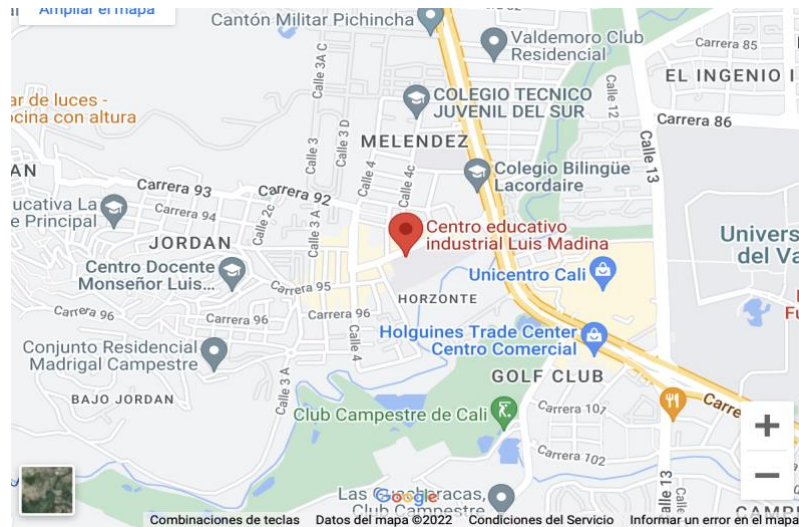 Ampliar el mapa
Cantón Militar Pichincha
Valdemoro Club
Residencial
Carrera 85
EL INGENIO I
Calle 3A C
Calle 12
COLEGIO TECNICO
JUVENIL DEL SUR
Carrera 86
ar de luces -
ocina con altura
Calle 3
Calle 3 D
MELENDEZ
Calle 13
AN
Carrera 93
Carrera 92
Calle 4
Calle 4c
Colegio Bilingüe
Lacordaire
ucativa La
e Principal
Carrera 94
Calle 2c
Calle 3 A
JORDAN
Centro educativo
industrial Luis Madina
Univers
del Va
Centro Docente
Monseñor Luis...
Carrera 95
Unicentro Cali
HORZONTE
Carrera 96
Carrera 96
Calle 4
Holguines Trade Center
Centro Comercial
Fu
Conjunto Residencial
Madrigal Campestre
Calle 3 A
GOLF CLUB
BAJO JORDAN
Club Campestre de Cali
Carrera 107
Carre
Carrera 102
+
−
Calle 13
Google
Club Campestre
Combinaciones de teclas
Datos del mapa ©2022
Condiciones del Servicio
Informar un error en el mapa